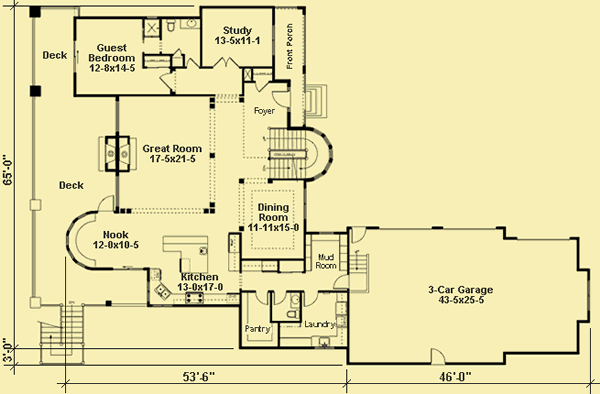 Deck
Guest
Bedroom
12-8x14-5
Study
13-5x11-1
Front Porch
Foyer
Great Room
17-5x21-5
65'-0"
Deck
Dining
Room
11-11x15-0
Nook
12-0x10-5
Mud
Room
Kitchen
13-0x17-0
3-Car Garage
43-5x25-5
Pantry
Laundry
3'-0"
53'-6"
46'-0"